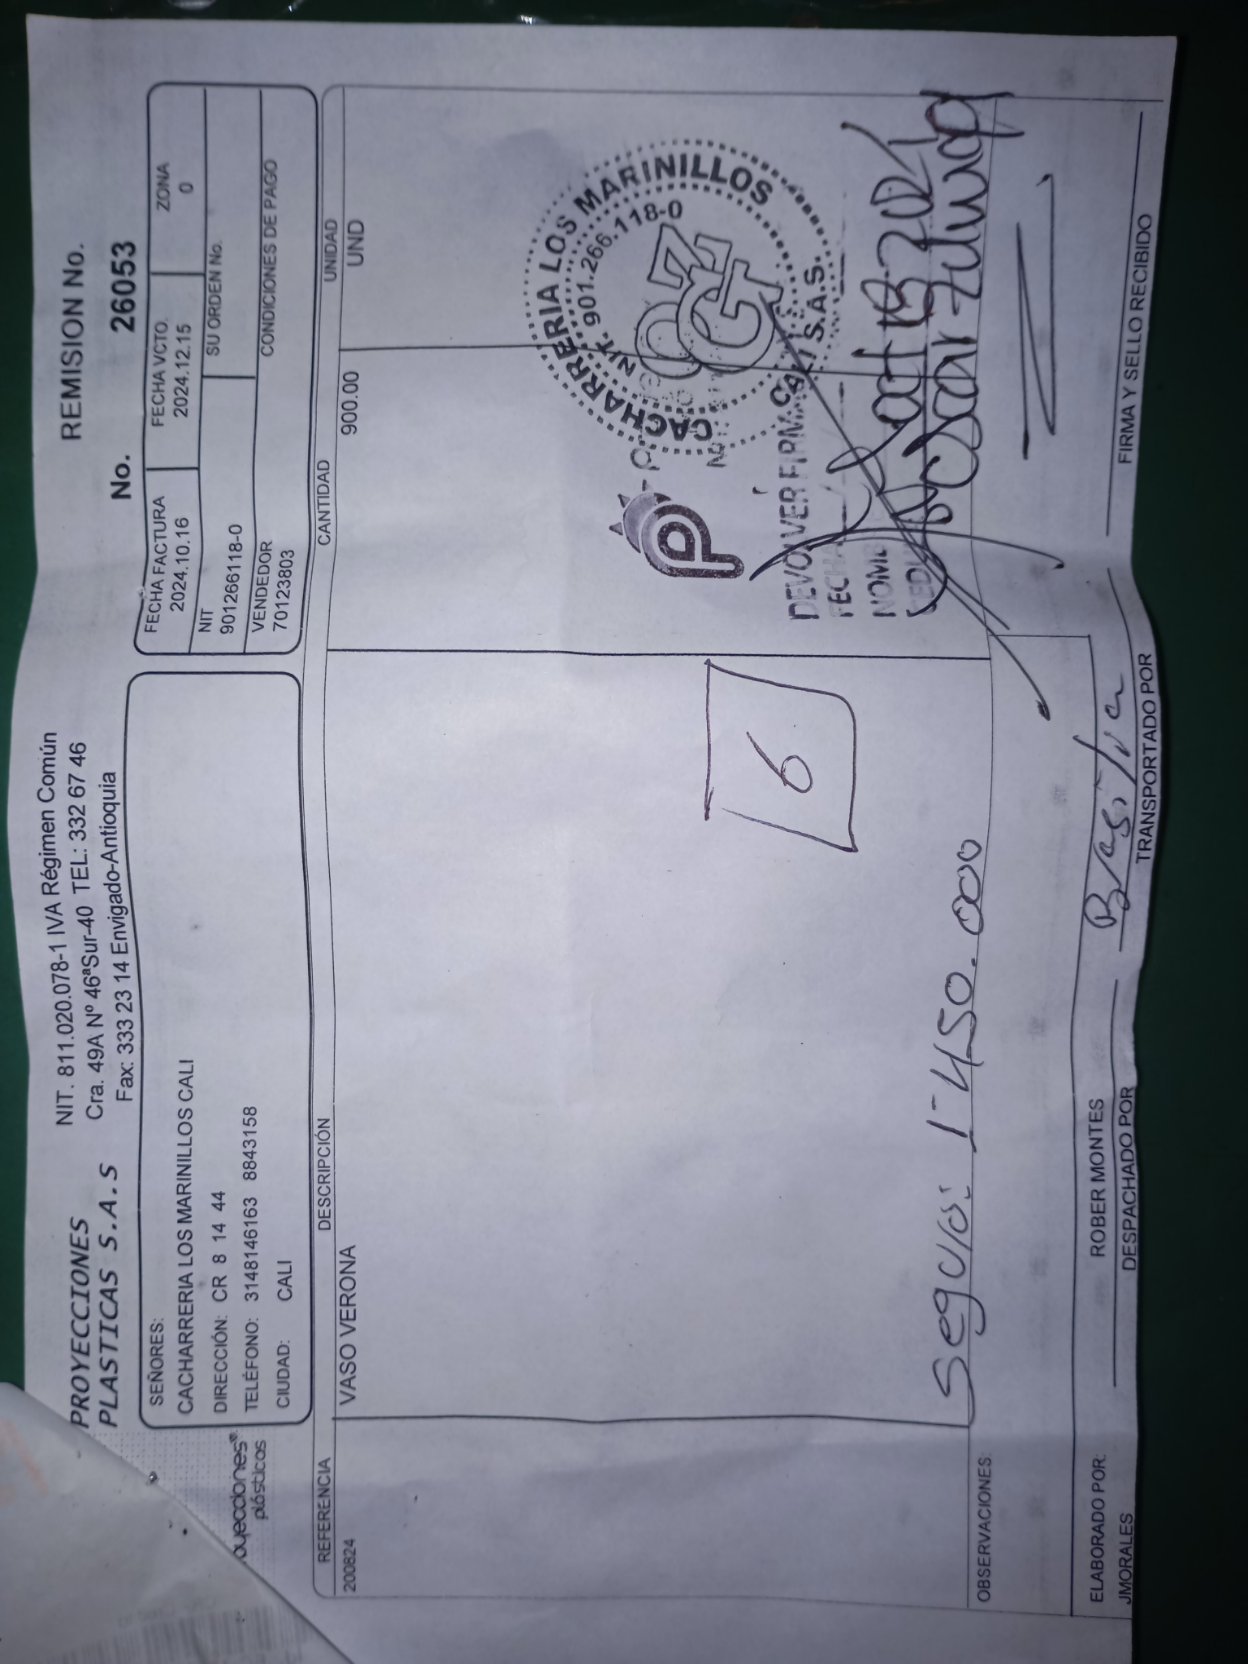 PROYECCIONES
PLASTICAS S.A.S
NIT. 811.020.078-1 IVA Régimen Común
Cra. 49A Nº 46ªSur-40 TEL: 332 67 46
Fax: 333 23 14 Envigado-Antioquia
REMISION No.
No. 26053
SEÑORES:
CACHARRERIA LOS MARINILLOS CALI
DIRECCIÓN: CR 8 14 44
TELÉFONO: 3148146163 8843158
CIUDAD: CALI
FECHA FACTURA FECHA VCTO. ZONA
2024.10.16 2024.12.15 0
NIT SU ORDEN No.
901266118-0
VENDEDOR CONDICIONES DE PAGO
70123803
oyecciones®
plásticos
REFERENCIA DESCRIPCIÓN CANTIDAD UNIDAD
200824 VASO VERONA 900.00 UND
CACHARRERIA LOS MARINILLOS
NIT. 901.266.118-0
CALI S.A.S.
6
DEVOLVER FIRM
Seguro: 1-450.000
OBSERVACIONES:
ELABORADO POR:
JMORALES
ROBER MONTES
DESPACHADO POR
TRANSPORTADO POR
FIRMA Y SELLO RECIBIDO